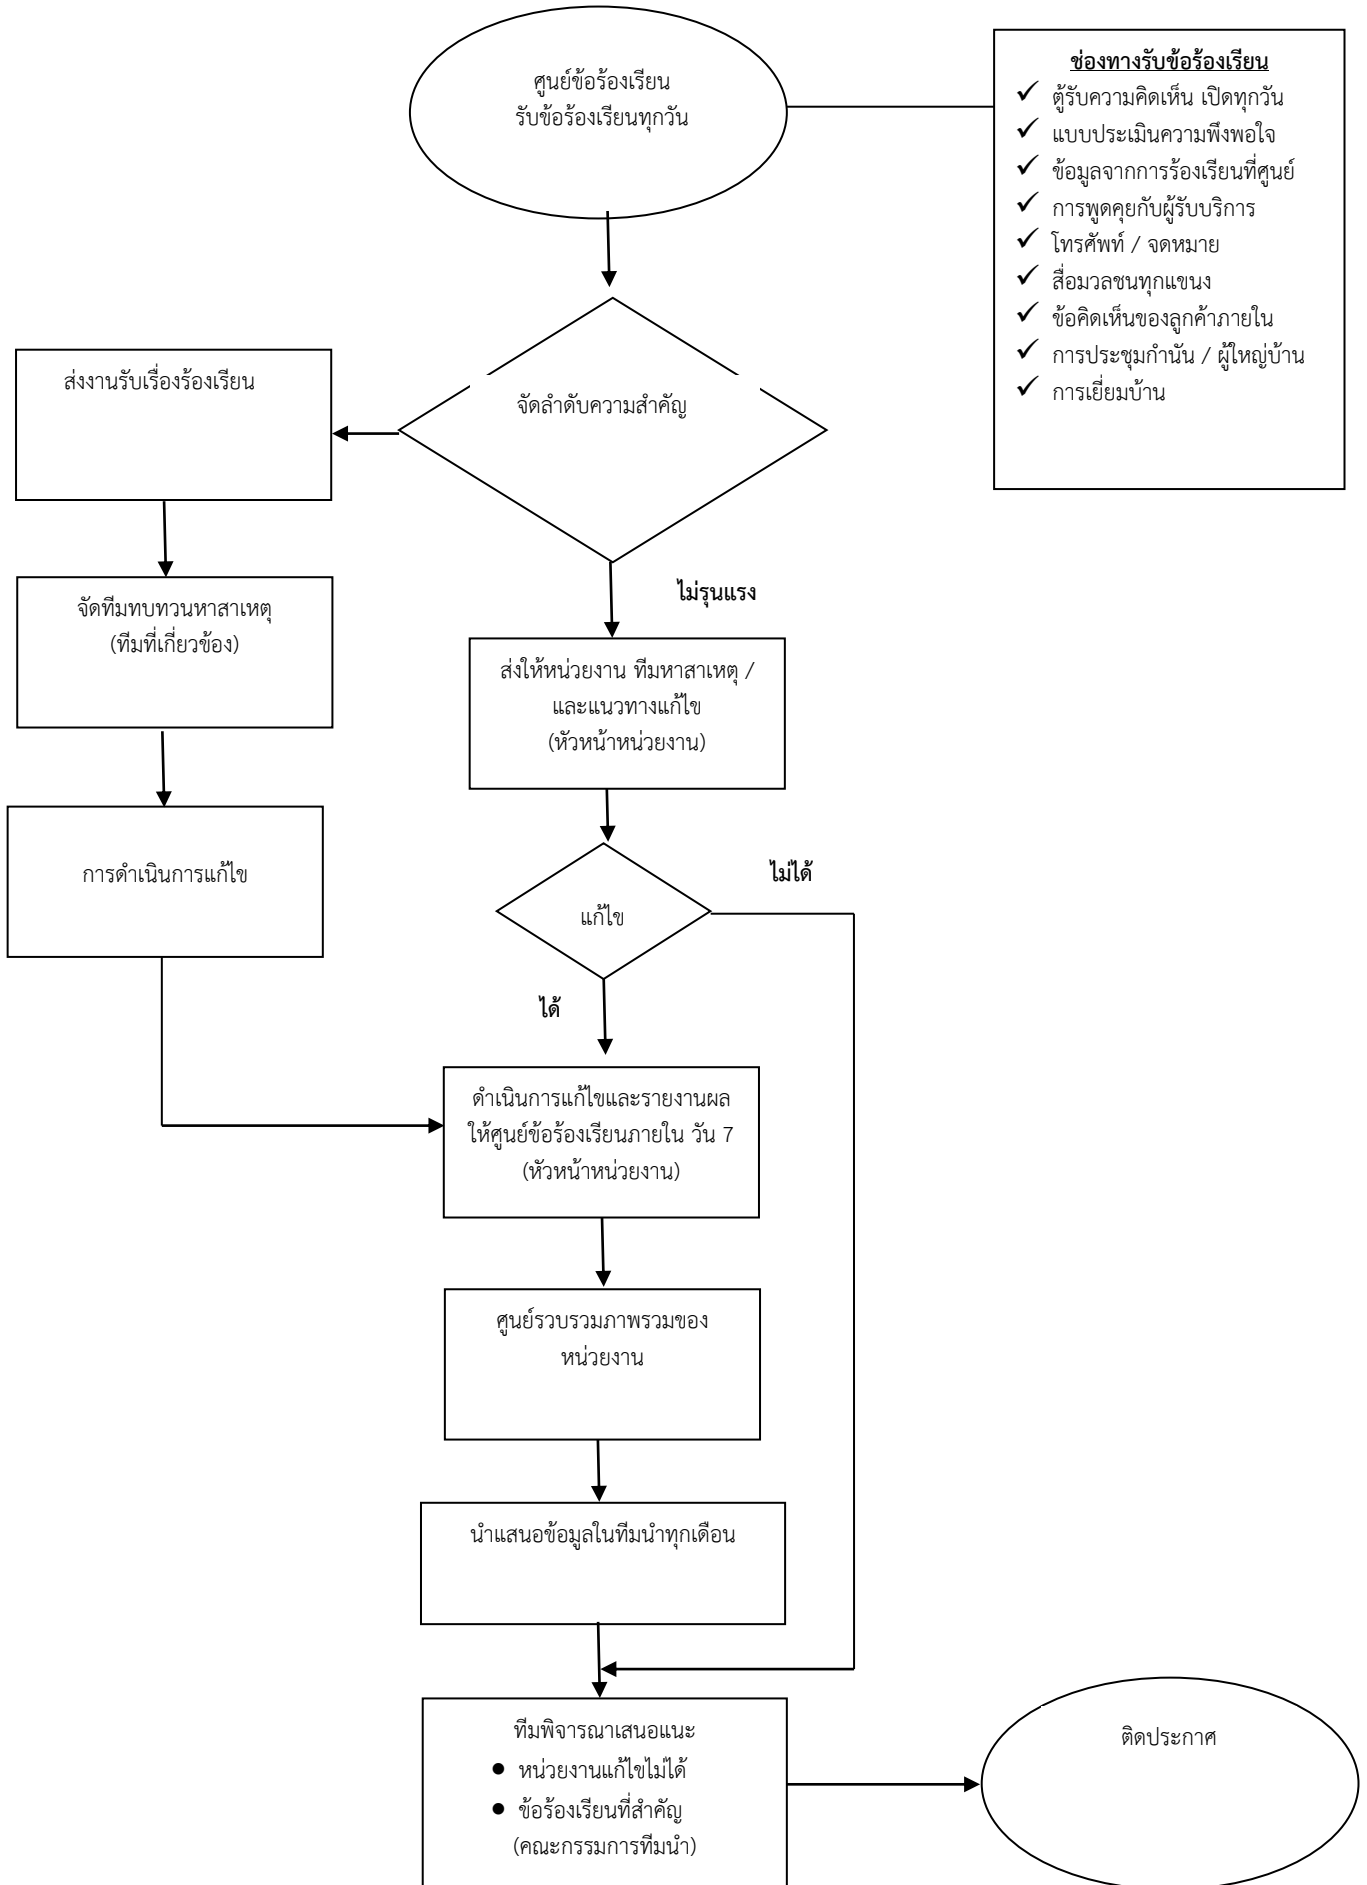 ศูนย์ข้อร้องเรียน
รับข้อร้องเรียนทุกวัน
ช่องทางรับข้อร้องเรียน
✓ ตู้รับความคิดเห็น เปิดทุกวัน
✓ แบบประเมินความพึงพอใจ
✓ ข้อมูลจากการร้องเรียนที่ศูนย์
✓ การพูดคุยกับผู้รับบริการ
✓ โทรศัพท์ / จดหมาย
✓ สื่อมวลชนทุกแขนง
✓ ข้อคิดเห็นของลูกค้าภายใน
✓ การประชุมกำนัน / ผู้ใหญ่บ้าน
✓ การเยี่ยมบ้าน
จัดลำดับความสำคัญ
ส่งงานรับเรื่องร้องเรียน
จัดทีมทบทวนหาสาเหตุ
(ทีมที่เกี่ยวข้อง)
การดำเนินการแก้ไข
ไม่รุนแรง
ส่งให้หน่วยงาน ทีมหาสาเหตุ /
และแนวทางแก้ไข
(หัวหน้าหน่วยงาน)
แก้ไข
ไม่ได้
ได้
ดำเนินการแก้ไขและรายงานผล
ให้ศูนย์ข้อร้องเรียนภายใน วัน 7
(หัวหน้าหน่วยงาน)
ศูนย์รวบรวมภาพรวมของ
หน่วยงาน
นำแสนอข้อมูลในทีมนำทุกเดือน
ทีมพิจารณาเสนอแนะ
● หน่วยงานแก้ไขไม่ได้
● ข้อร้องเรียนที่สำคัญ
(คณะกรรมการทีมนำ)
ติดประกาศ